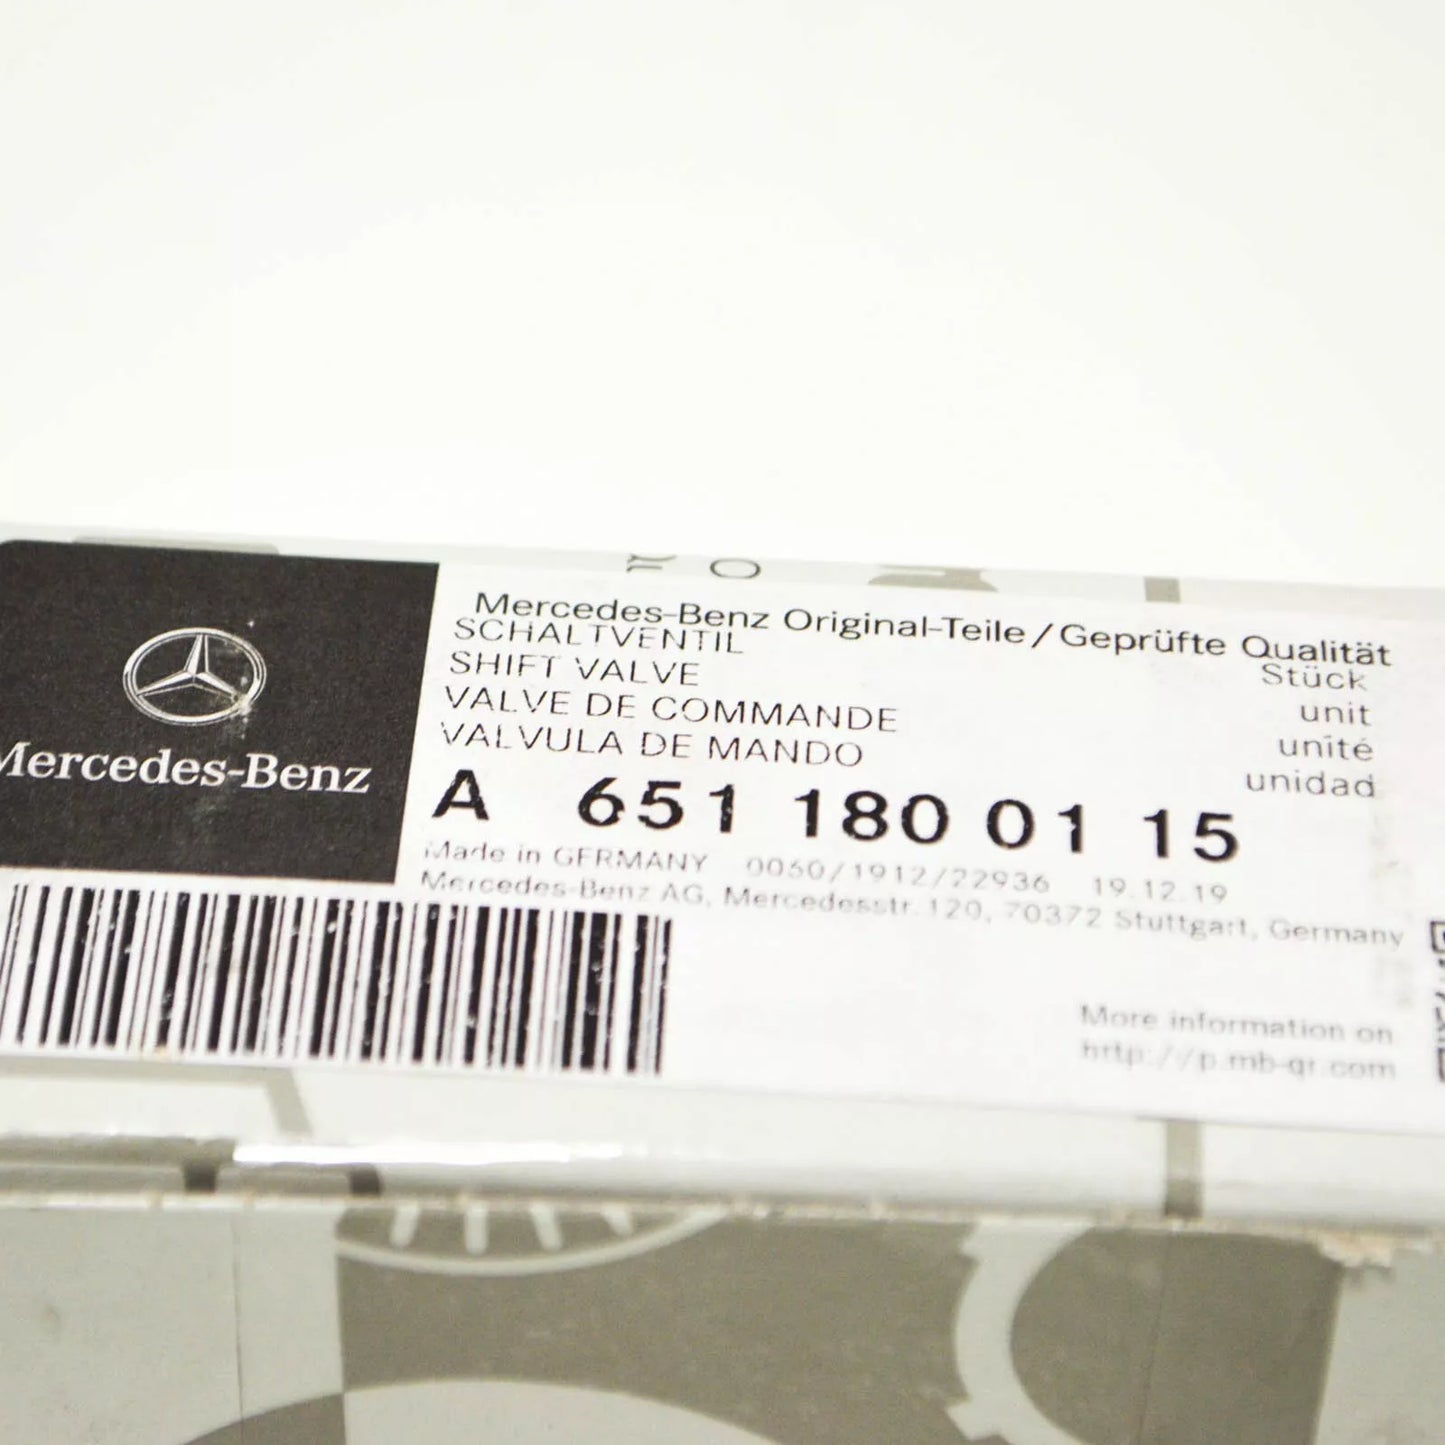 Mercedes-Benz
Mercedes-Benz Original-Teile / Geprüfte Qualität
SCHALTVENTIL Stück
SHIFT VALVE unit
VALVE DE COMMANDE unité
VALVULA DE MANDO unidad
A 651 180 01 15
Made in GERMANY 0050/1912/22936 19.12.19
Mercedes-Benz AG, Mercedesstr. 120, 70372 Stuttgart, Germany
More information on
http://p.mb-qr.com